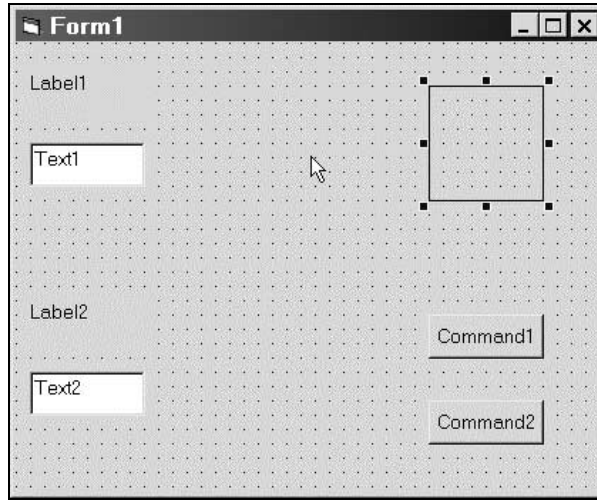 Form1
Label1
Text1
Label2
Command1
Text2
Command2